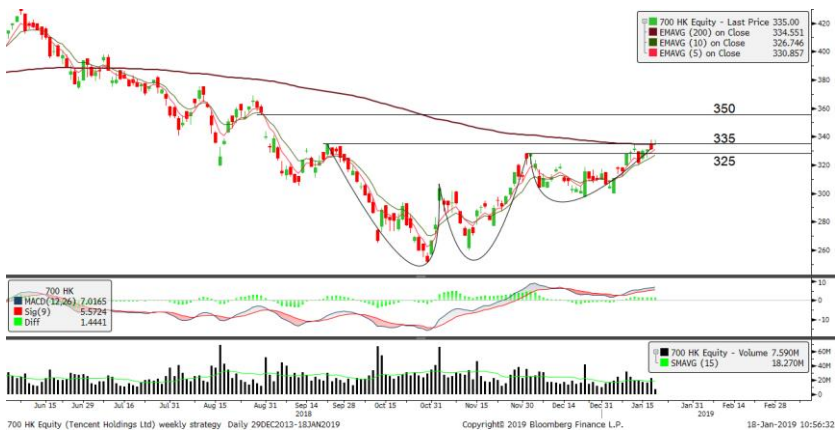 700 HK Equity - Last Price 335.00
EMAVG (200) on Close 334.551
EMAVG (10) on Close 326.746
EMAVG (5) on Close 330.857
420
400
380
360
350
340
335
325
320
300
280
260
700 HK
MACD(12,26) 7.0165
Sig(9) 5.5724
Diff 1.4441
10
0
-10
700 HK Equity - Volume 7.590M
SMAVG (15) 18.270M
60M
40M
20M
0
Jun 15 Jun 29 Jul 16 Jul 31 Aug 15 Aug 31 Sep 14 Sep 28 Oct 15 Oct 31 Nov 15 Nov 30 Dec 14 Dec 31 Jan 15 Jan 31 Feb 14 Feb 28
2018 2019
700 HK Equity (Tencent Holdings Ltd) weekly strategy Daily 29DEC2013-18JAN2019 Copyright© 2019 Bloomberg Finance L.P. 18-Jan-2019 10:56:32